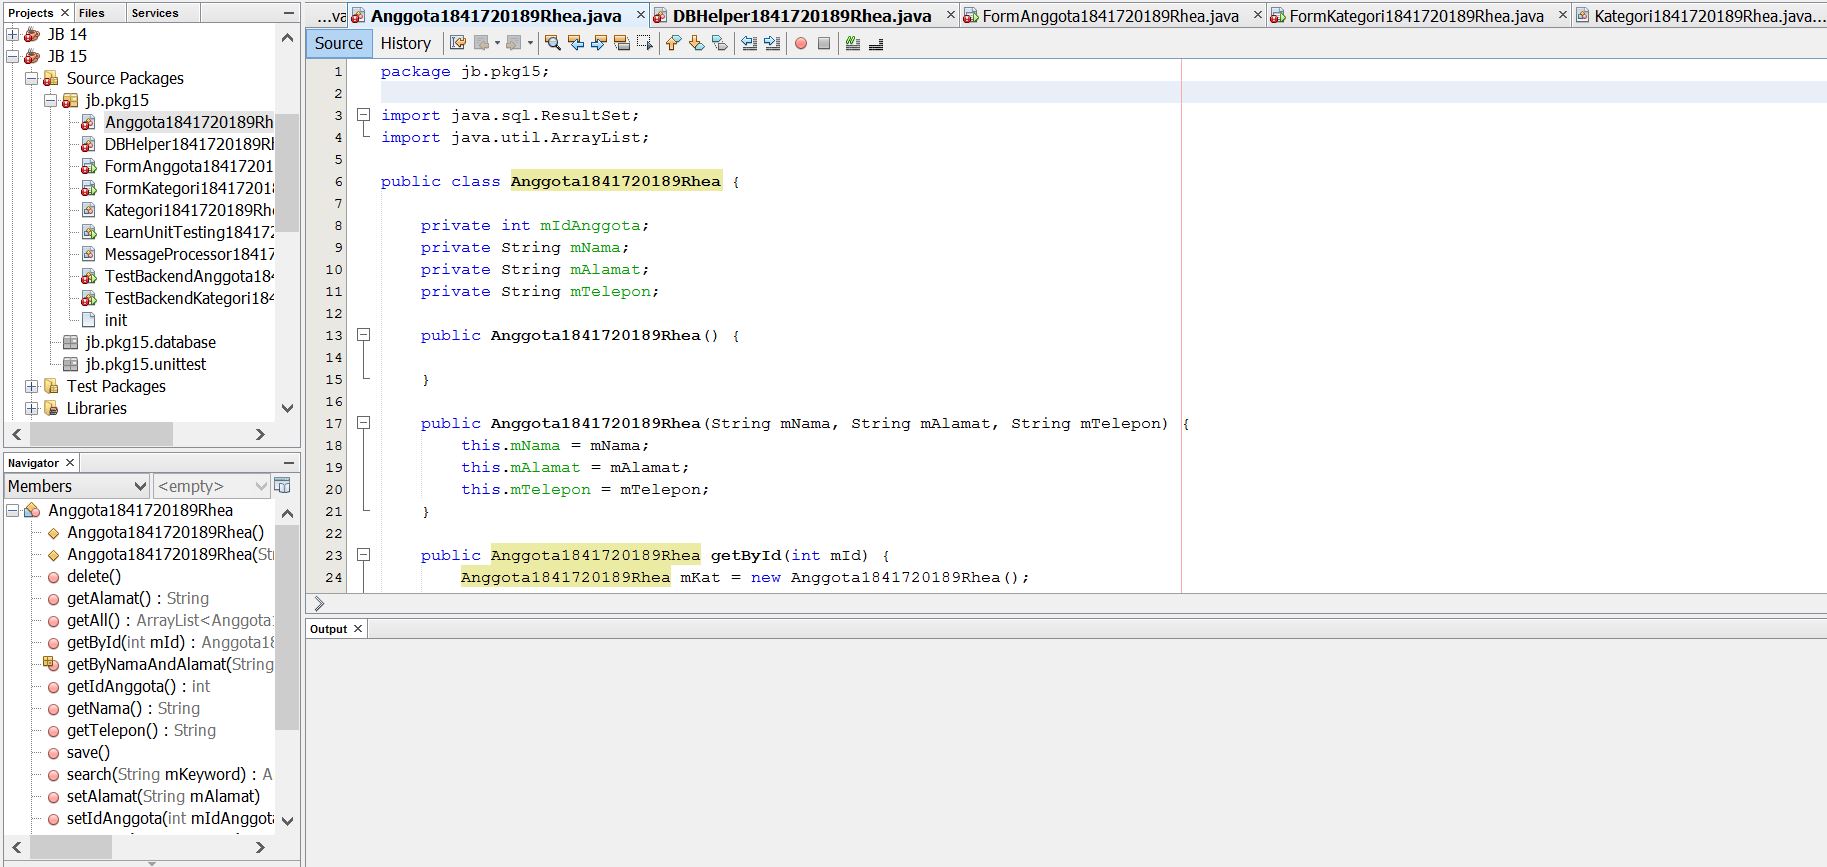 Projects
Files
Services
JB 14
JB 15
Source Packages
jb.pkg15
Anggota1841720189Rh
DBHelper1841720189R
FormAnggota18417201
FormKategori1841720
Kategori1841720189Rh
LearnUnitTesting18417
MessageProcessor18417
TestBackendAnggota18
TestBackendKategori184
init
jb.pkg15.database
jb.pkg15.unittest
Test Packages
Libraries
Navigator
Members
<empty>
Anggota1841720189Rhea
Anggota1841720189Rhea()
Anggota1841720189Rhea(St
delete()
getAlamat() : String
getAll() : ArrayList<Anggota
getById(int mId) : Anggota18
getByNamaAndAlamat(String
getIdAnggota() : int
getNama() : String
getTelepon() : String
save()
search(String mKeyword) : A
setAlamat(String mAlamat)
setIdAnggota(int mIdAnggota
...va
Anggota1841720189Rhea.java
DBHelper1841720189Rhea.java
FormAnggota1841720189Rhea.java
FormKategori1841720189Rhea.java
Kategori1841720189Rhea.java...
Source History
1 package jb.pkg15;
2
3 import java.sql.ResultSet;
4 import java.util.ArrayList;
5
6 public class Anggota1841720189Rhea {
7
8 private int mIdAnggota;
9 private String mNama;
10 private String mAlamat;
11 private String mTelepon;
12
13 public Anggota1841720189Rhea() {
14
15 }
16
17 public Anggota1841720189Rhea(String mNama, String mAlamat, String mTelepon) {
18 this.mNama = mNama;
19 this.mAlamat = mAlamat;
20 this.mTelepon = mTelepon;
21 }
22
23 public Anggota1841720189Rhea getById(int mId) {
24 Anggota1841720189Rhea mKat = new Anggota1841720189Rhea();
Output